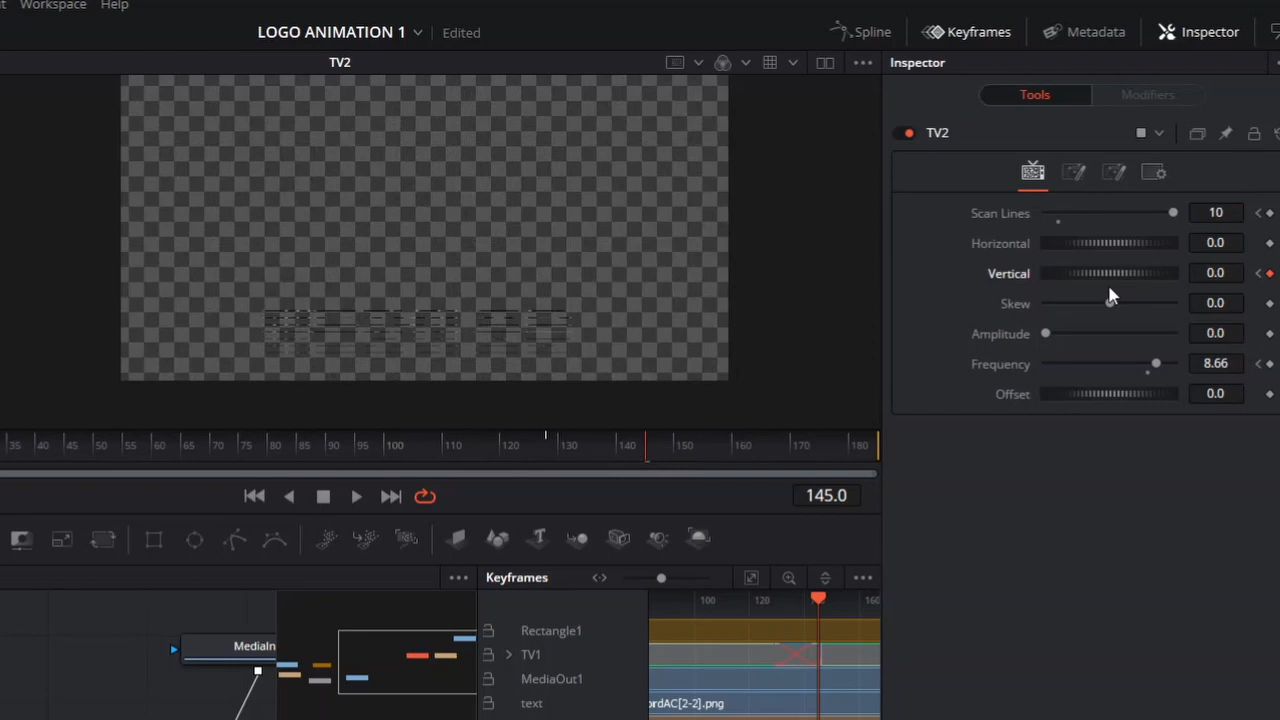 Workspace Help
LOGO ANIMATION 1 Edited
Spline Keyframes Metadata Inspector
TV2
Inspector
Tools Modifiers
TV2
Scan Lines 10
Horizontal 0.0
Vertical 0.0
Skew 0.0
Amplitude 0.0
Frequency 8.66
Offset 0.0
35 40 45 50 55 60 65 70 75 80 85 90 95 100 110 120 130 140 150 160 170 180
145.0
Keyframes
100 120 160
Rectangle1
MediaIn
TV1
MediaOut1
text
ordAC[2-2].png